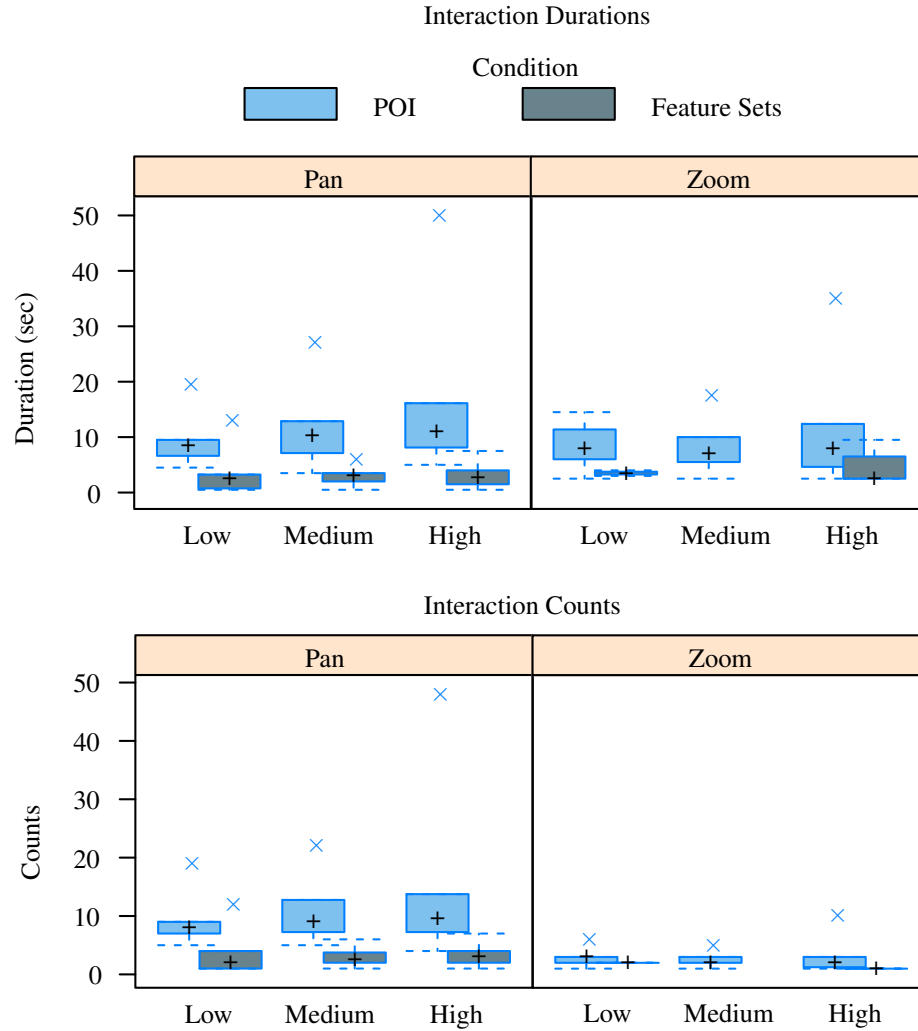 Interaction Durations
Condition
POI Feature Sets
Pan Zoom
50
40
30
20
10
0
Duration (sec)
Low Medium High Low Medium High
Interaction Counts
Pan Zoom
50
40
30
20
10
0
Counts
Low Medium High Low Medium High